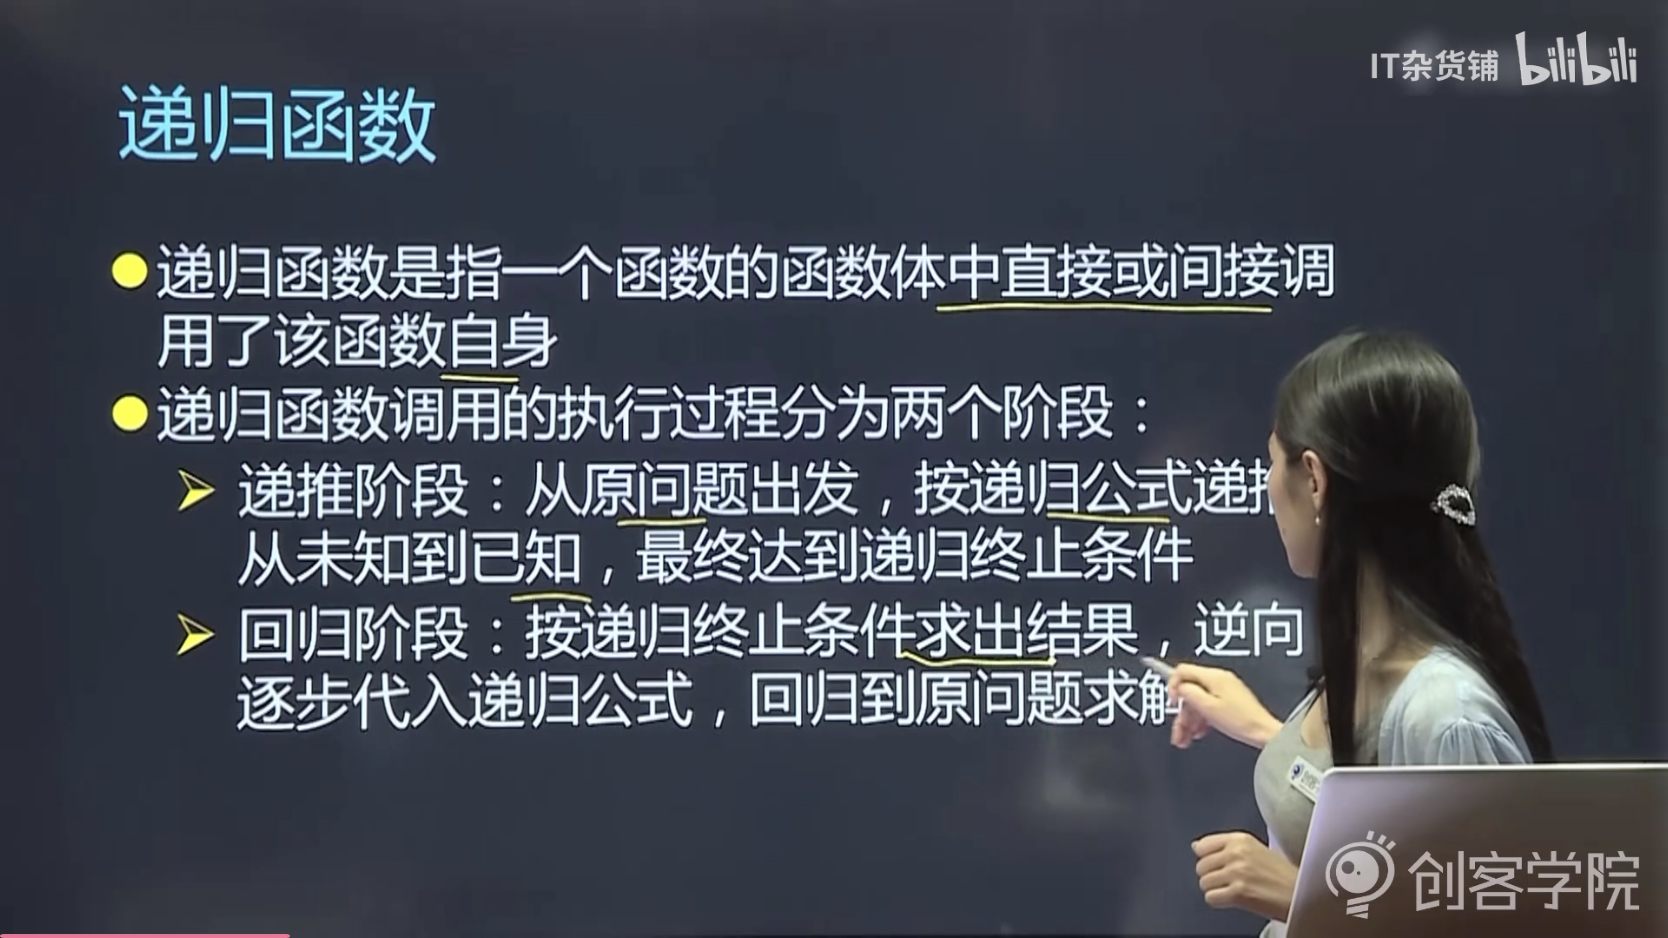 IT杂货铺 bilibili
递归函数
递归函数是指一个函数的函数体中直接或间接调
用了该函数自身
递归函数调用的执行过程分为两个阶段：
递推阶段：从原问题出发，按递归公式递推
从未知到已知，最终达到递归终止条件
回归阶段：按递归终止条件求出结果，逆向
逐步代入递归公式，回归到原问题求解
创客学院